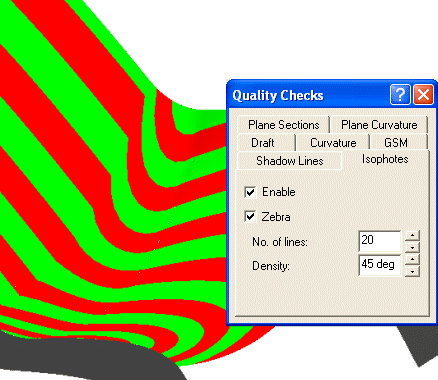 Quality Checks
Plane Sections Plane Curvature
Draft Curvature GSM
Shadow Lines Isophotes
Enable
Zebra
No. of lines: 20
Density: 45 deg